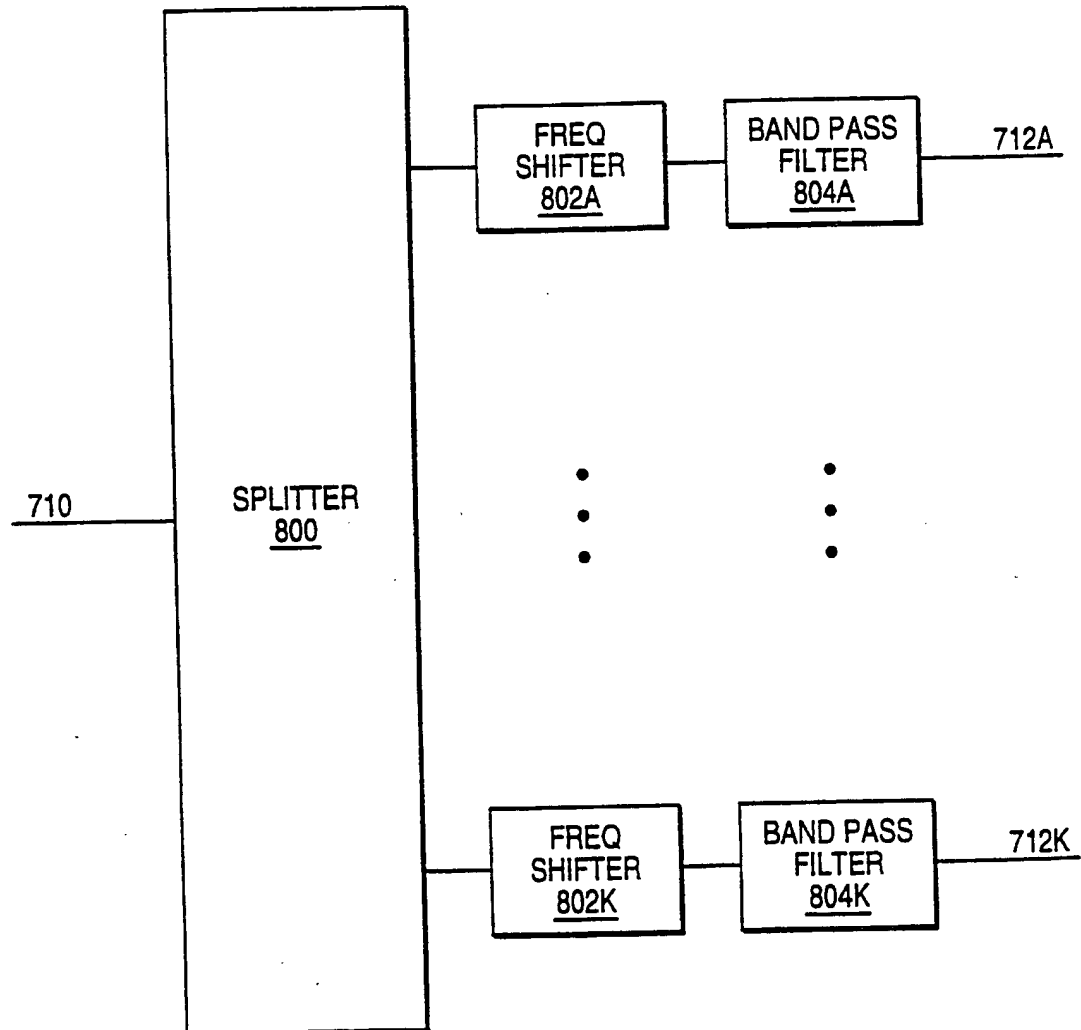 FREQ
SHIFTER
802A
BAND PASS
FILTER
804A
712A
710
SPLITTER
800
FREQ
SHIFTER
802K
BAND PASS
FILTER
804K
712K